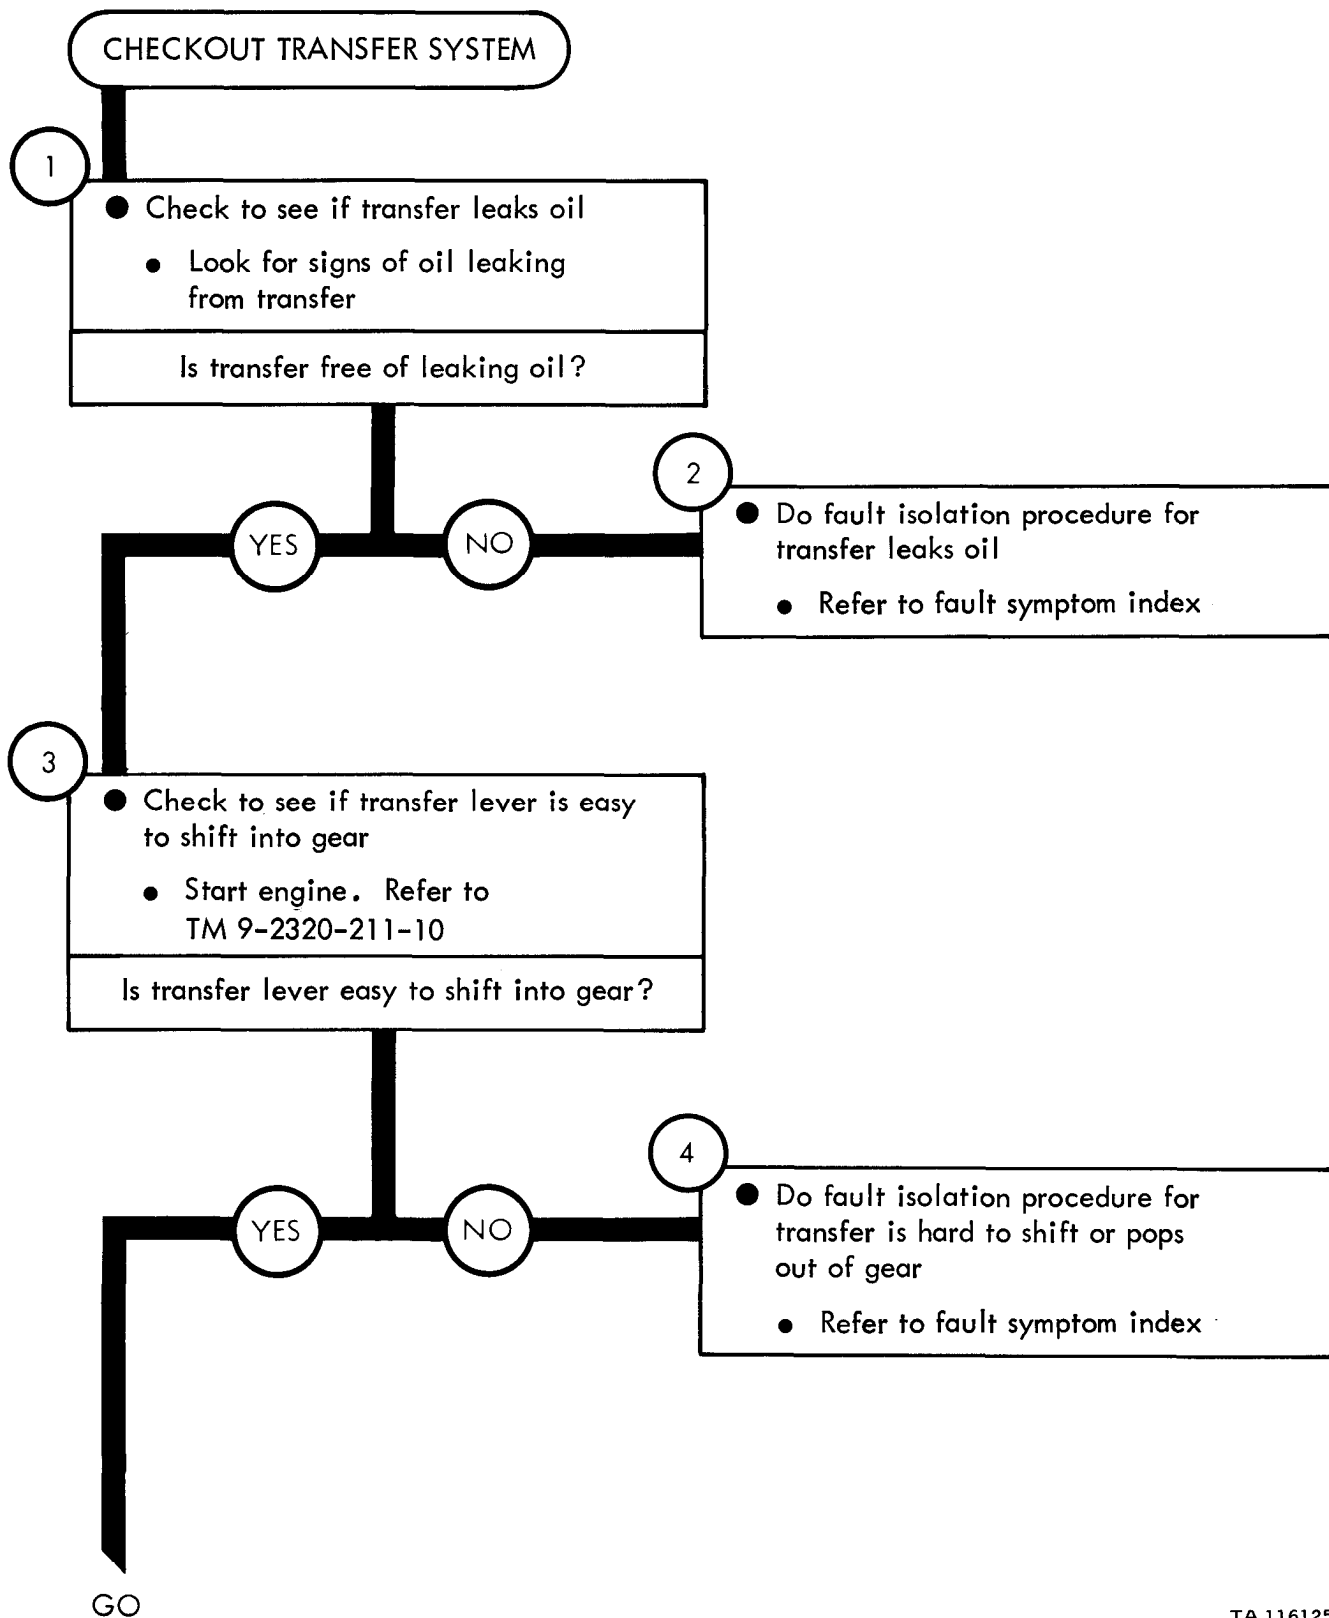 CHECKOUT TRANSFER SYSTEM
1
● Check to see if transfer leaks oil
● Look for signs of oil leaking
from transfer
Is transfer free of leaking oil?
YES
NO
2
● Do fault isolation procedure for
transfer leaks oil
● Refer to fault symptom index
3
● Check to see if transfer lever is easy
to shift into gear
● Start engine. Refer to
TM 9-2320-211-10
Is transfer lever easy to shift into gear?
YES
NO
4
● Do fault isolation procedure for
transfer is hard to shift or pops
out of gear
● Refer to fault symptom index
GO
TA 116125